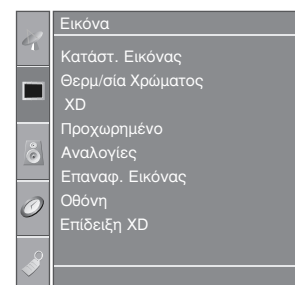 Εικόνα
Κατάστ. Εικόνας
Θερμ/σία Χρώματος
XD
Προχωρημένο
Αναλογίες
Επαναφ. Εικόνας
Οθόνη
Επίδειξη XD